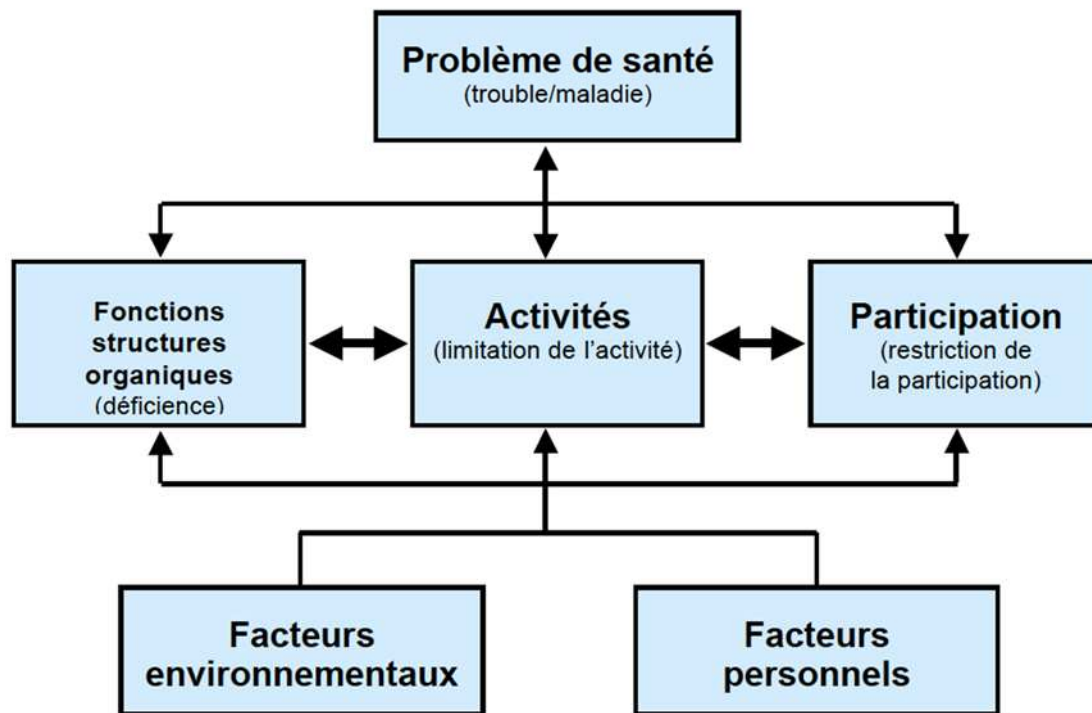 Problème de santé
(trouble/maladie)
Fonctions
structures
organiques
(déficience)
Activités
(limitation de l’activité)
Participation
(restriction de
la participation)
Facteurs
environnementaux
Facteurs
personnels